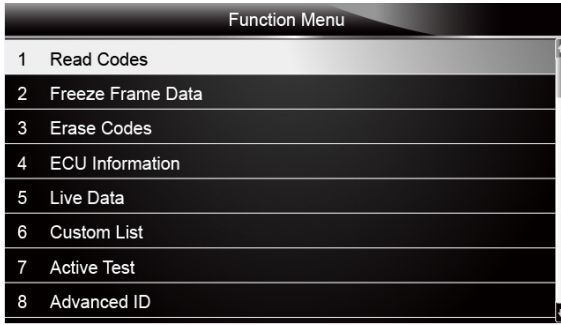 Function Menu
1 Read Codes
2 Freeze Frame Data
3 Erase Codes
4 ECU Information
5 Live Data
6 Custom List
7 Active Test
8 Advanced ID